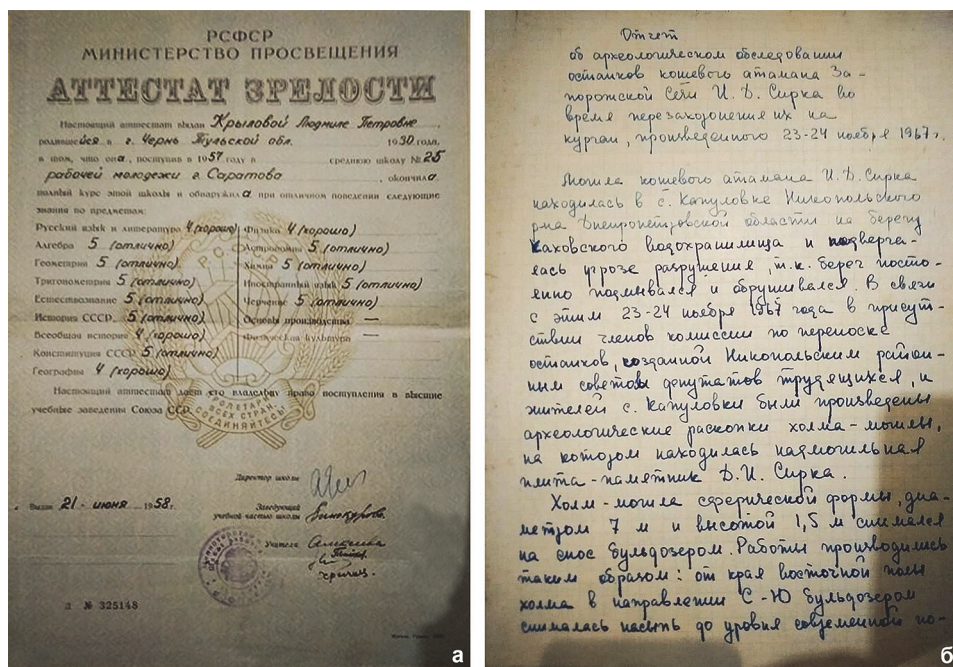 РСФСР
МИНИСТЕРСТВО ПРОСВЕЩЕНИЯ
АТТЕСТАТ ЗРЕЛОСТИ
Настоящий аттестат выдан Крыловой Людмиле Петровне
родившейся в г. Чернь Тульской обл. 1930 года,
в том, что она, поступив в 1957 году в среднюю школу № 25
рабочей молодежи г. Саратова, окончила
полный курс этой школы и обнаружила при отличном поведении следующие
знания по предметам:
Русский язык и литература 4 (хорошо)
Алгебра 5 (отлично)
Геометрия 5 (отлично)
Тригонометрия 5 (отлично)
Естествознание 5 (отлично)
История СССР 5 (отлично)
Всеобщая история 4 (хорошо)
Конституция СССР 5 (отлично)
География 4 (хорошо)
Физика 4 (хорошо)
Астрономия 5 (отлично)
Химия 5 (отлично)
Иностранный язык 5 (отлично)
Черчение 5 (отлично)
Основы производства —
Физическая культура —
Настоящий аттестат дает его владельцу право поступления в высшие
учебные заведения Союза ССР.
РСФСР
ПРОЛЕТАРИИ
ВСЕХ СТРАН,
СОЕДИНЯЙТЕСЬ!
Директор школы
Выдан 21 - июня 1958 г.
Заведующий
учебной частью школы
Учителя
Л № 325148
а
Отчет
об археологическом обследовании
останков кошевого атамана За-
порожской Сечи И. Д. Сирка во
время перезахоронения их на
курган, произведенного 23-24 ноября 1967 г.
Могила кошевого атамана И. Д. Сирка
находилась в с. Капуловке Никопольского
р-на Днепропетровской области на берегу
Каховского водохранилища и подверга-
лась угрозе разрушения, т.к. берег посто-
янно подмывался и обрушивался. В связи
с этим 23-24 ноября 1967 года в присут-
ствии членов комиссии по переноске
останков, созданной Никопольским район-
ным советом депутатов трудящихся, и
жителей с. Капуловки были произведены
археологические раскопки холма-могилы,
на котором находилась надмогильная
плита-памятник Д. И. Сирка.
Холм-могила сферической формы, диа-
метром 7 м и высотой 1,5 м снимался
на снос бульдозером. Работы производились
таким образом: от края восточной полы
холма в направлении С-Ю бульдозером
снималась насыпь до уровня современной по-
б